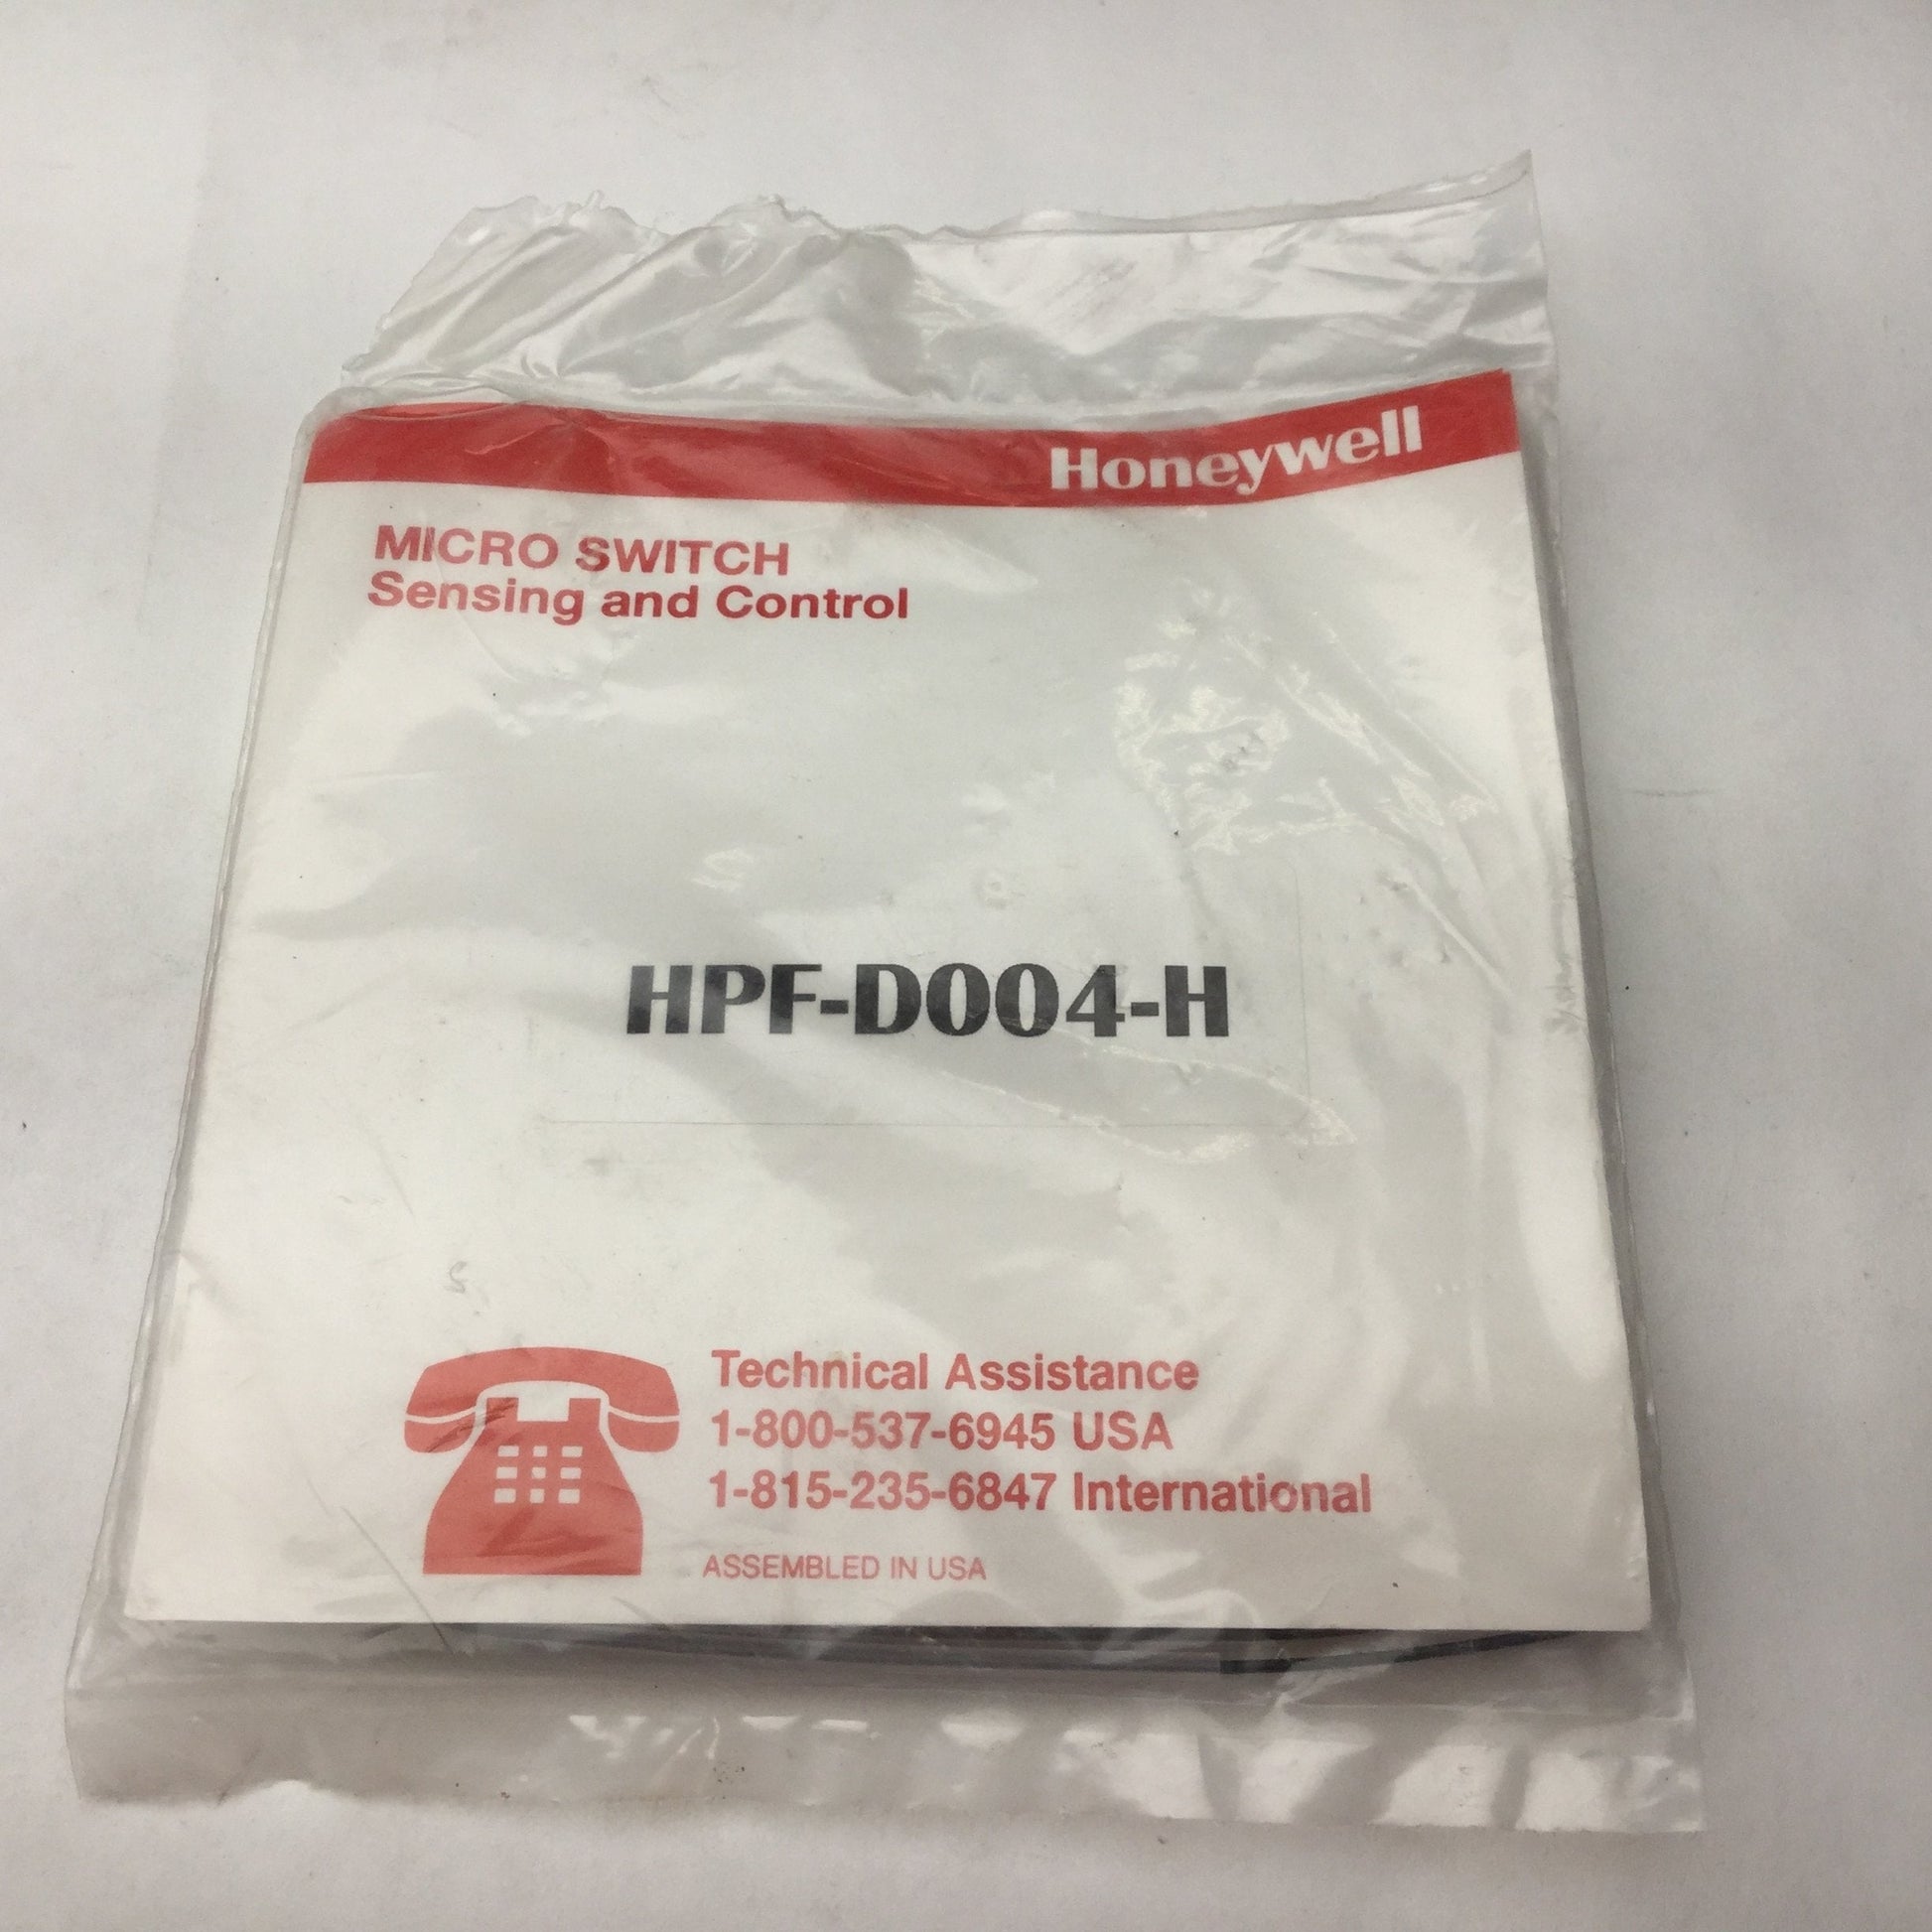 Honeywell
MICRO SWITCH
Sensing and Control
HPF-D004-H
Technical Assistance
1-800-537-6945 USA
1-815-235-6847 International
ASSEMBLED IN USA